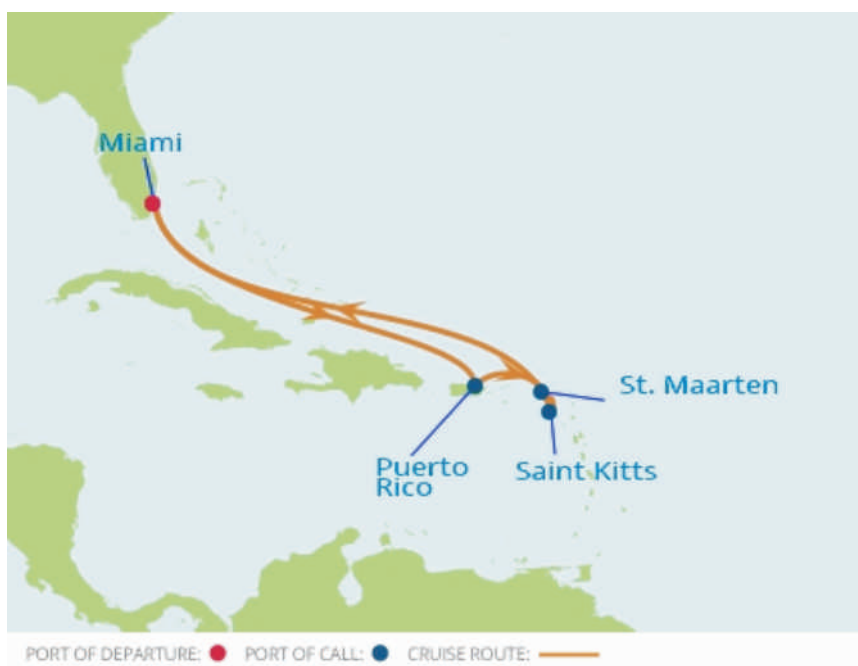 Miami
St. Maarten
Puerto
Rico
Saint Kitts
PORT OF DEPARTURE: PORT OF CALL: CRUISE ROUTE: